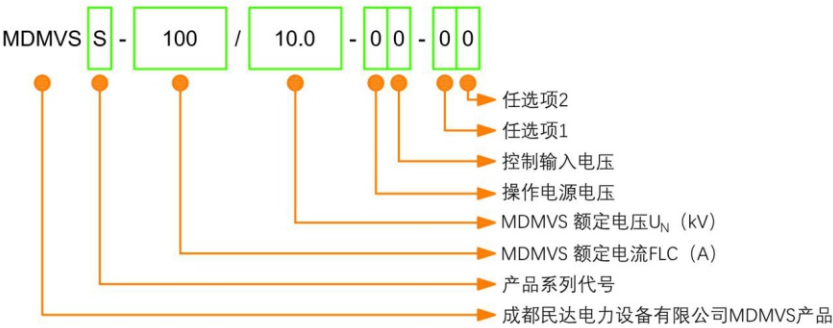 MDMVS S - 100 / 10.0 - 0 0 - 0 0
任选项2
任选项1
控制输入电压
操作电源电压
MDMVS 额定电压UN（kV）
MDMVS 额定电流FLC（A）
产品系列代号
成都民达电力设备有限公司MDMVS产品